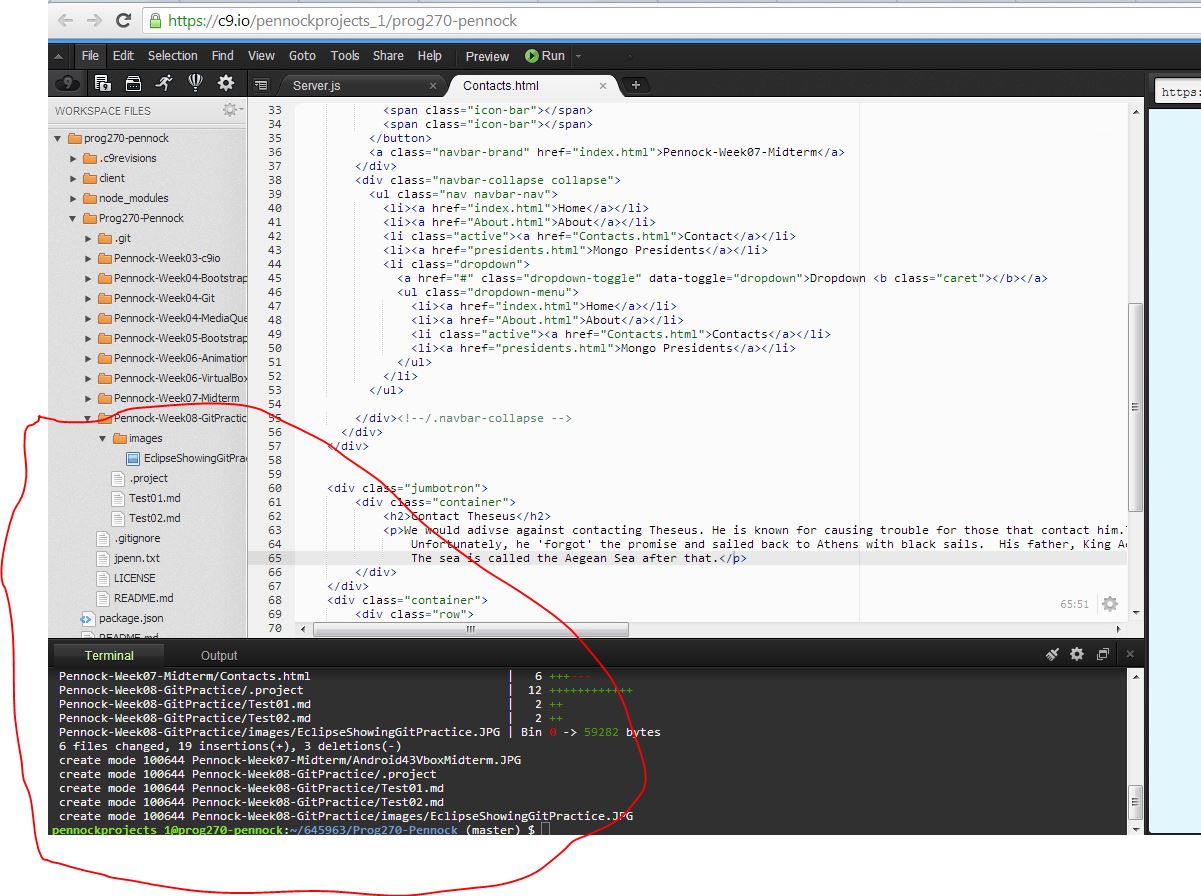 https://c9.io/pennockprojects_1/prog270-pennock
File Edit Selection Find View Goto Tools Share Help Preview Run
Server.js × Contacts.html × +
https:
WORKSPACE FILES
prog270-pennock
.c9revisions
client
node_modules
Prog270-Pennock
.git
Pennock-Week03-c9io
Pennock-Week04-Bootstrap
Pennock-Week04-Git
Pennock-Week04-MediaQue
Pennock-Week05-Bootstrap
Pennock-Week06-Animation
Pennock-Week06-VirtualBox
Pennock-Week07-Midterm
Pennock-Week08-GitPractic
images
EclipseShowingGitPrac
.project
Test01.md
Test02.md
.gitignore
jpenn.txt
LICENSE
README.md
package.json
README.md
33 <span class="icon-bar"></span>
34 <span class="icon-bar"></span>
35 </button>
36 <a class="navbar-brand" href="index.html">Pennock-Week07-Midterm</a>
37 </div>
38 <div class="navbar-collapse collapse">
39 <ul class="nav navbar-nav">
40 <li><a href="index.html">Home</a></li>
41 <li><a href="About.html">About</a></li>
42 <li class="active"><a href="Contacts.html">Contact</a></li>
43 <li><a href="presidents.html">Mongo Presidents</a></li>
44 <li class="dropdown">
45 <a href="#" class="dropdown-toggle" data-toggle="dropdown">Dropdown <b class="caret"></b></a>
46 <ul class="dropdown-menu">
47 <li><a href="index.html">Home</a></li>
48 <li><a href="About.html">About</a></li>
49 <li class="active"><a href="Contacts.html">Contacts</a></li>
50 <li><a href="presidents.html">Mongo Presidents</a></li>
51 </ul>
52 </li>
53 </ul>
54
55 </div><!--/.navbar-collapse -->
56 </div>
57 </div>
58
59
60 <div class="jumbotron">
61 <div class="container">
62 <h2>Contact Theseus</h2>
63 <p>We would adivse against contacting Theseus. He is known for causing trouble for those that contact him.
64 Unfortunately, he 'forgot' the promise and sailed back to Athens with black sails.  His father, King
65 The sea is called the Aegean Sea after that.</p>
66 </div>
67 </div>
68 <div class="container">
69 <div class="row">
70
65:51
Terminal Output
Pennock-Week07-Midterm/Contacts.html | 6 +++---
Pennock-Week08-GitPractice/.project | 12 ++++++++++++
Pennock-Week08-GitPractice/Test01.md | 2 ++
Pennock-Week08-GitPractice/Test02.md | 2 ++
Pennock-Week08-GitPractice/images/EclipseShowingGitPractice.JPG | Bin 0 -> 59282 bytes
6 files changed, 19 insertions(+), 3 deletions(-)
create mode 100644 Pennock-Week07-Midterm/Android43VboxMidterm.JPG
create mode 100644 Pennock-Week08-GitPractice/.project
create mode 100644 Pennock-Week08-GitPractice/Test01.md
create mode 100644 Pennock-Week08-GitPractice/Test02.md
create mode 100644 Pennock-Week08-GitPractice/images/EclipseShowingGitPractice.JPG
pennockprojects_1@prog270-pennock:~/645963/Prog270-Pennock (master) $